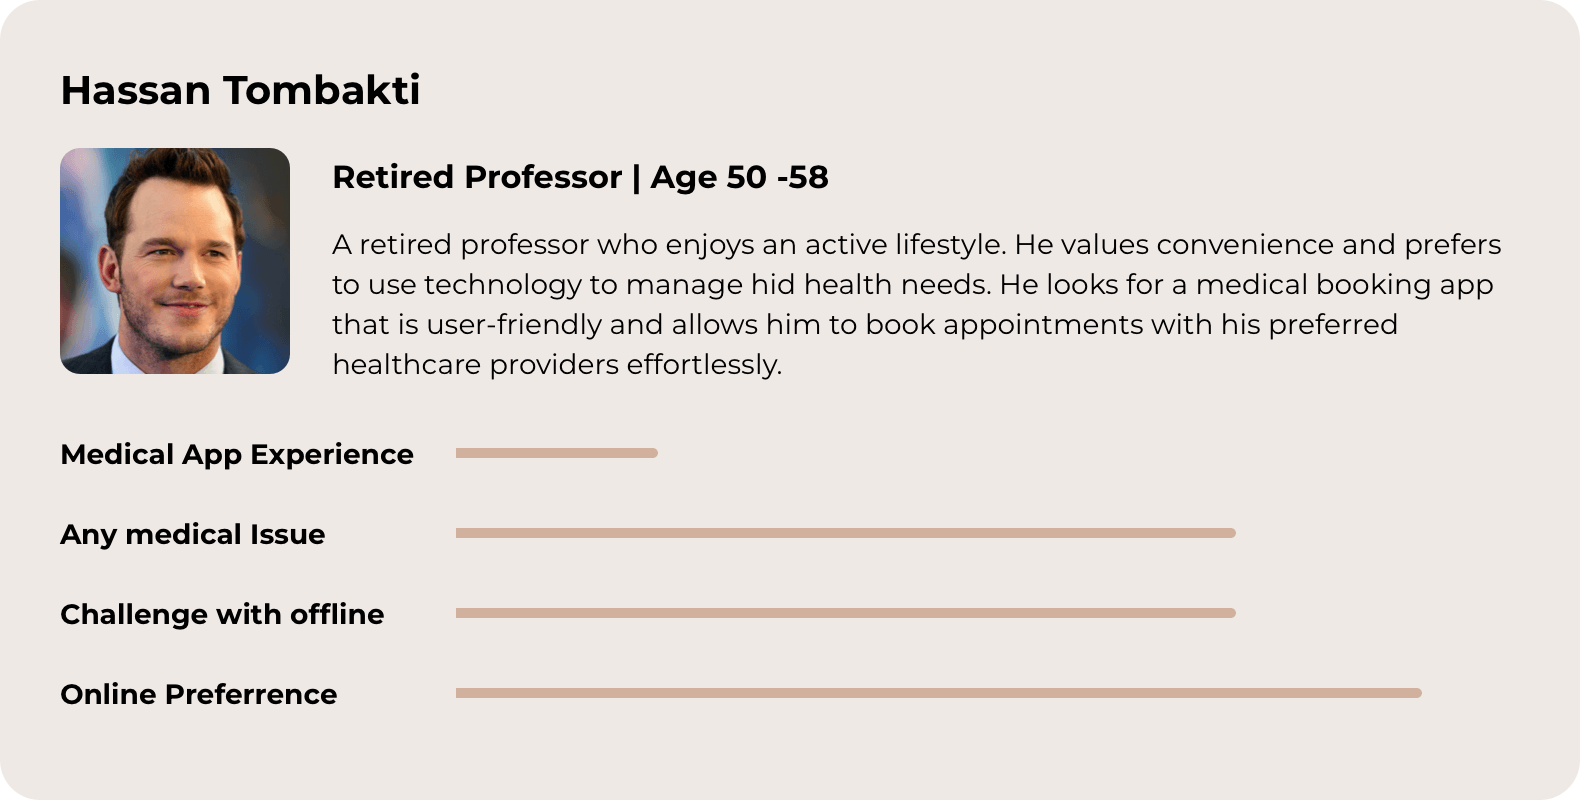 Hassan Tombakti
Retired Professor | Age 50 -58
A retired professor who enjoys an active lifestyle. He values convenience and prefers
to use technology to manage hid health needs. He looks for a medical booking app
that is user-friendly and allows him to book appointments with his preferred
healthcare providers effortlessly.
Medical App Experience
Any medical Issue
Challenge with offline
Online Preferrence